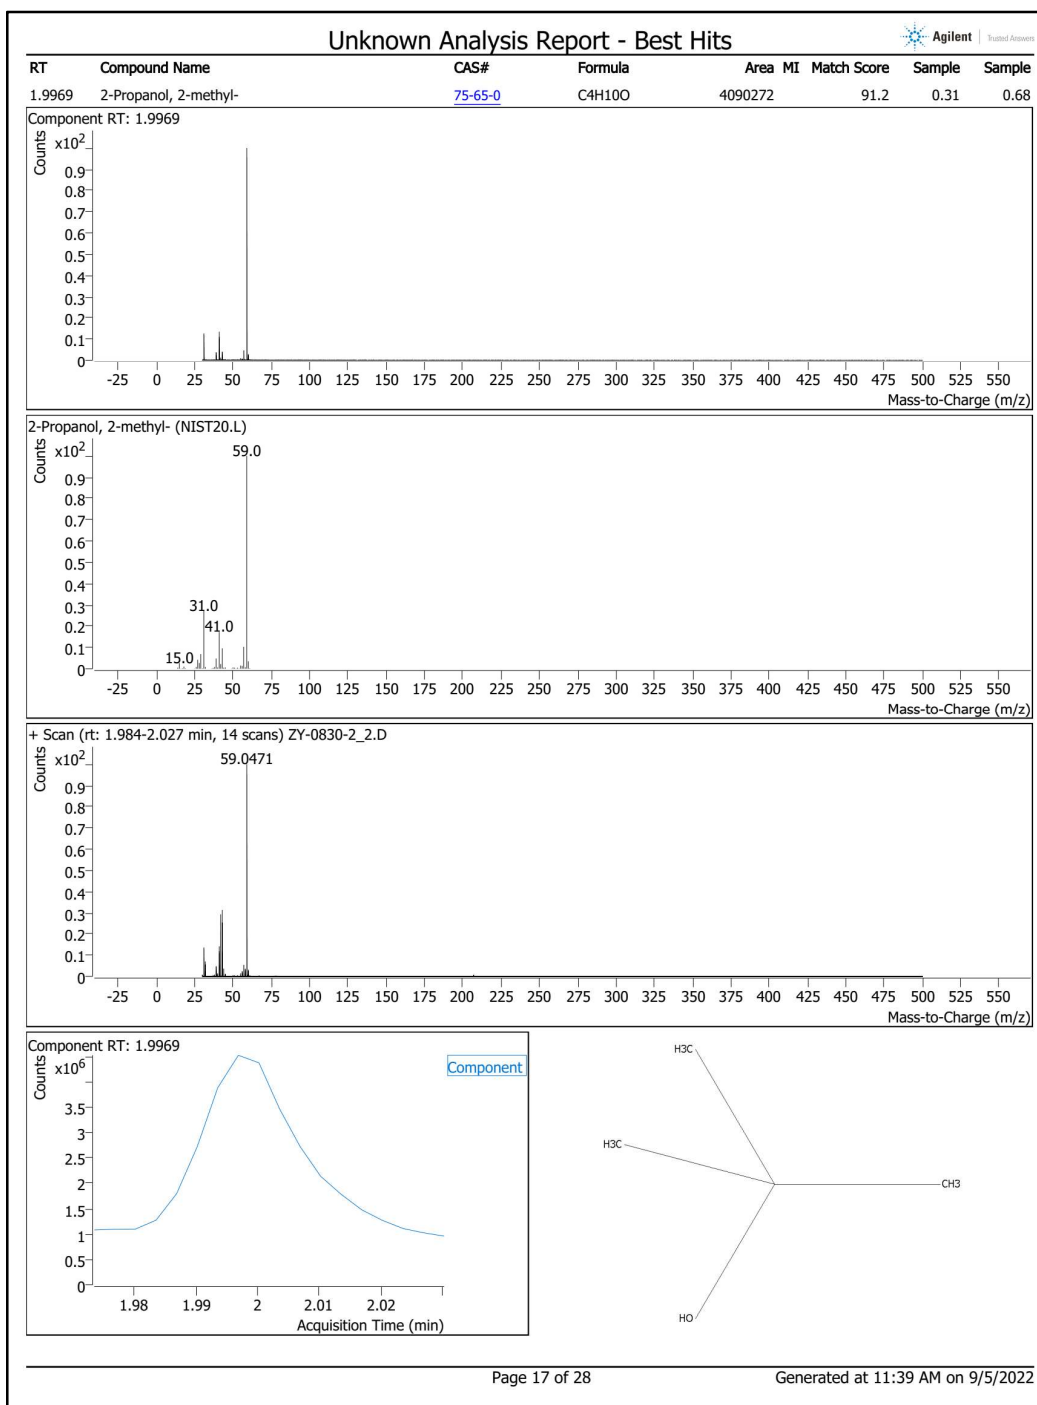 Unknown Analysis Report - Best Hits
Agilent | Trusted Answers
RT Compound Name CAS# Formula Area MI Match Score Sample Sample
1.9969 2-Propanol, 2-methyl- 75-65-0 C4H10O 4090272 91.2 0.31 0.68
Component RT: 1.9969
Counts
x10²
0.9
0.8
0.7
0.6
0.5
0.4
0.3
0.2
0.1
0
-25 0 25 50 75 100 125 150 175 200 225 250 275 300 325 350 375 400 425 450 475 500 525 550
Mass-to-Charge (m/z)
2-Propanol, 2-methyl- (NIST20.L)
Counts
x10²
59.0
0.9
0.8
0.7
0.6
0.5
0.4
0.3
31.0
0.2
41.0
0.1
15.0
0
-25 0 25 50 75 100 125 150 175 200 225 250 275 300 325 350 375 400 425 450 475 500 525 550
Mass-to-Charge (m/z)
+ Scan (rt: 1.984-2.027 min, 14 scans) ZY-0830-2_2.D
Counts
x10²
59.0471
0.9
0.8
0.7
0.6
0.5
0.4
0.3
0.2
0.1
0
-25 0 25 50 75 100 125 150 175 200 225 250 275 300 325 350 375 400 425 450 475 500 525 550
Mass-to-Charge (m/z)
Component RT: 1.9969
Counts
x10⁶
Component
3.5
3
2.5
2
1.5
1
0.5
0
1.98 1.99 2 2.01 2.02
Acquisition Time (min)
H3C
H3C
CH3
HO
Page 17 of 28 Generated at 11:39 AM on 9/5/2022